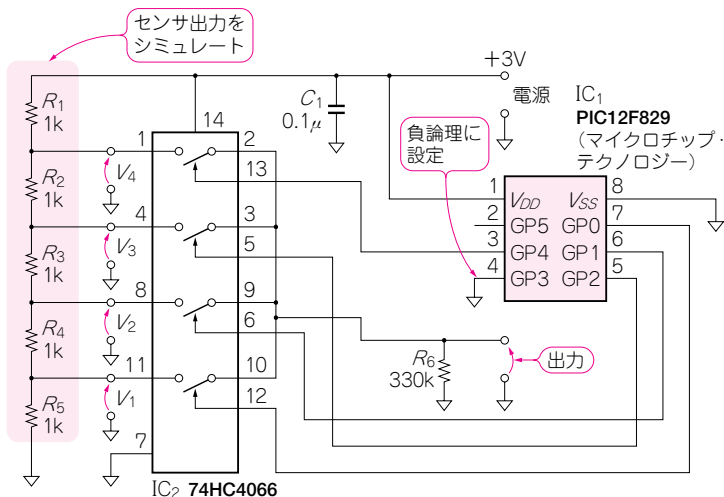 センサ出力を
シミュレート
R1
1k
R2
1k
R3
1k
R4
1k
R5
1k
V4
V3
V2
V1
1
4
8
11
7
14
2
13
3
5
9
6
10
12
IC2 74HC4066
C1
0.1μ
+3V
電源
負論理に
設定
IC1
PIC12F829
(マイクロチップ・
テクノロジー)
1
2
3
4
VDD VSS
GP5 GP0
GP4 GP1
GP3 GP2
8
7
6
5
R6
330k
出力